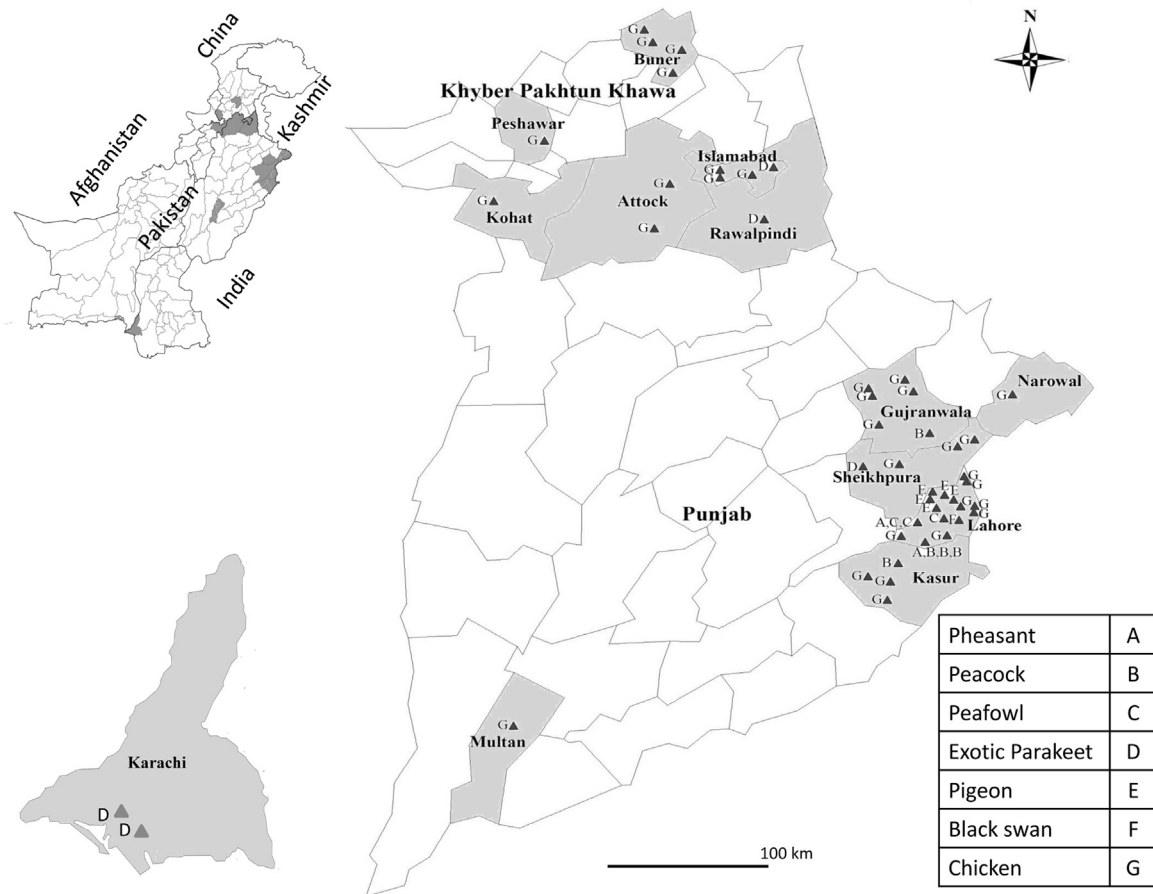 China
Kashmir
Afghanistan
Pakistan
India
N
G
G
G
Buner
G
Khyber Pakhtun Khawa
Peshawar
G
Islamabad
G
G
G
D
G
Kohat
G
Attock
G
D
Rawalpindi
Narowal
G
G
G
G
G
Gujranwala
G
B
G
G
D
G
Sheikhpura
G
G
E
E
E
E
E
G
G
G
A,C,C
C
F
Lahore
G
G
A,B,B,B
B
Kasur
G
G
G
Punjab
G
Multan
Karachi
D
D
100 km
Pheasant A
Peacock B
Peafowl C
Exotic Parakeet D
Pigeon E
Black swan F
Chicken G